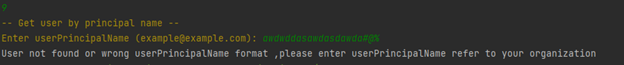 9
-- Get user by principal name --
Enter userPrincipalName (example@example.com): awdwddasawdasdawda#@%
User not found or wrong userPrincipalName format ,please enter userPrincipalName refer to your organization